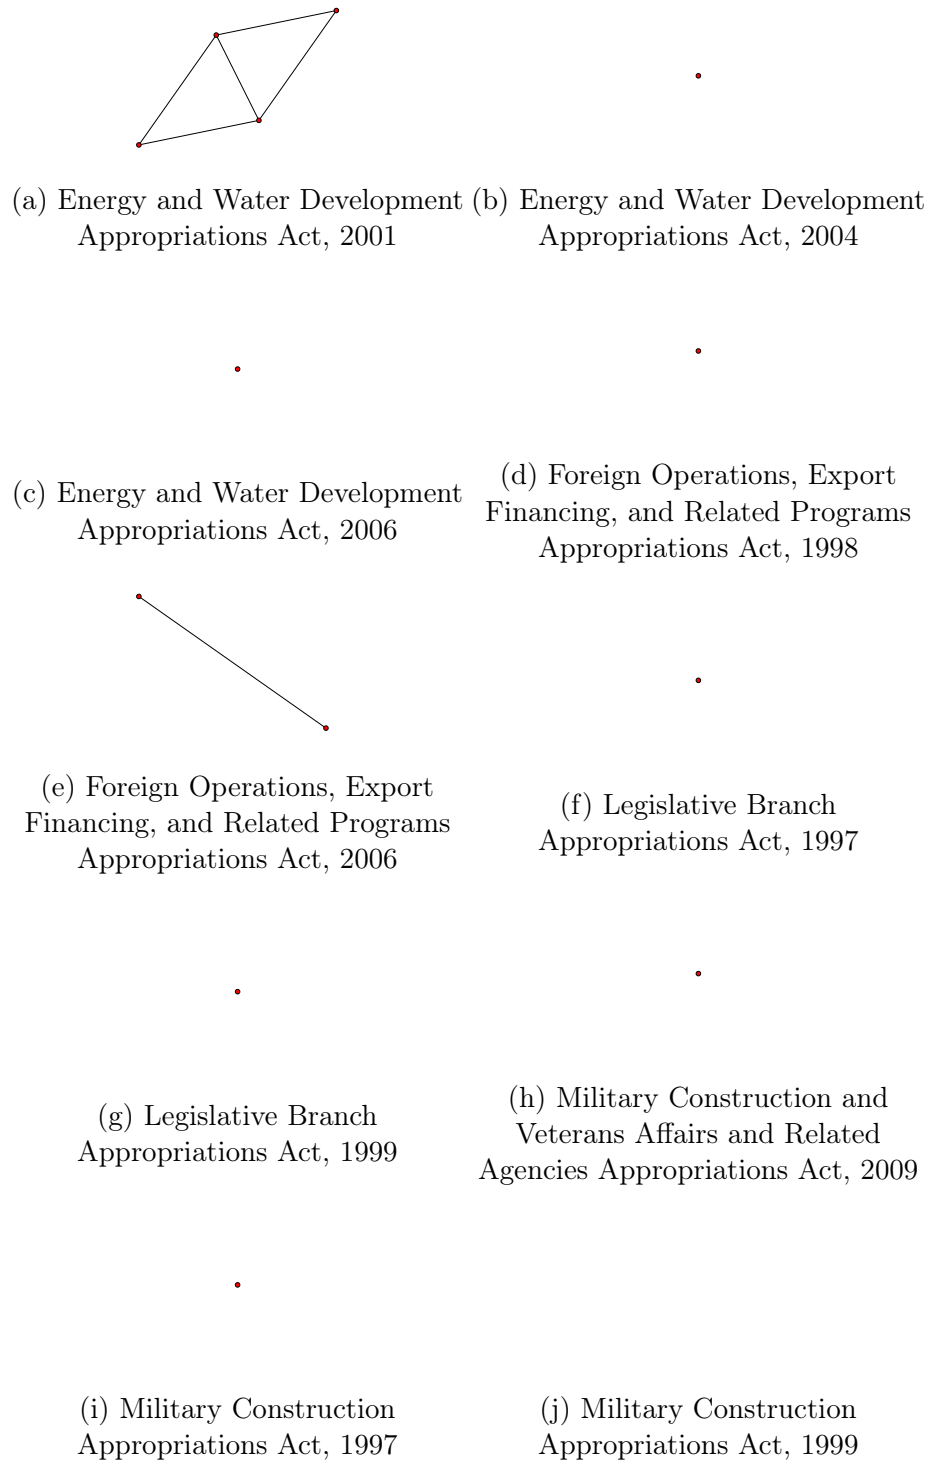 (a) Energy and Water Development
Appropriations Act, 2001
(b) Energy and Water Development
Appropriations Act, 2004
(c) Energy and Water Development
Appropriations Act, 2006
(d) Foreign Operations, Export
Financing, and Related Programs
Appropriations Act, 1998
(e) Foreign Operations, Export
Financing, and Related Programs
Appropriations Act, 2006
(f) Legislative Branch
Appropriations Act, 1997
(g) Legislative Branch
Appropriations Act, 1999
(h) Military Construction and
Veterans Affairs and Related
Agencies Appropriations Act, 2009
(i) Military Construction
Appropriations Act, 1997
(j) Military Construction
Appropriations Act, 1999